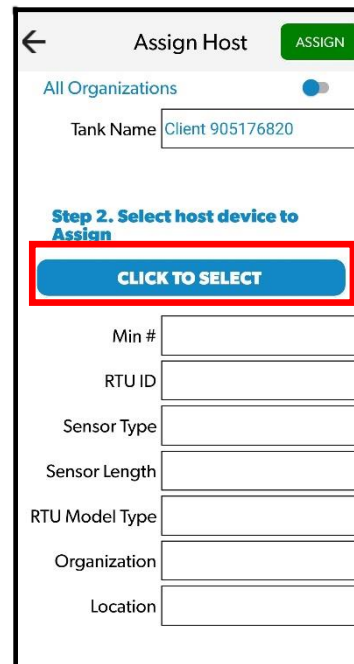 Assign Host ASSIGN
All Organizations
Tank Name Client 905176820
Step 2. Select host device to
Assign
CLICK TO SELECT
Min #
RTU ID
Sensor Type
Sensor Length
RTU Model Type
Organization
Location